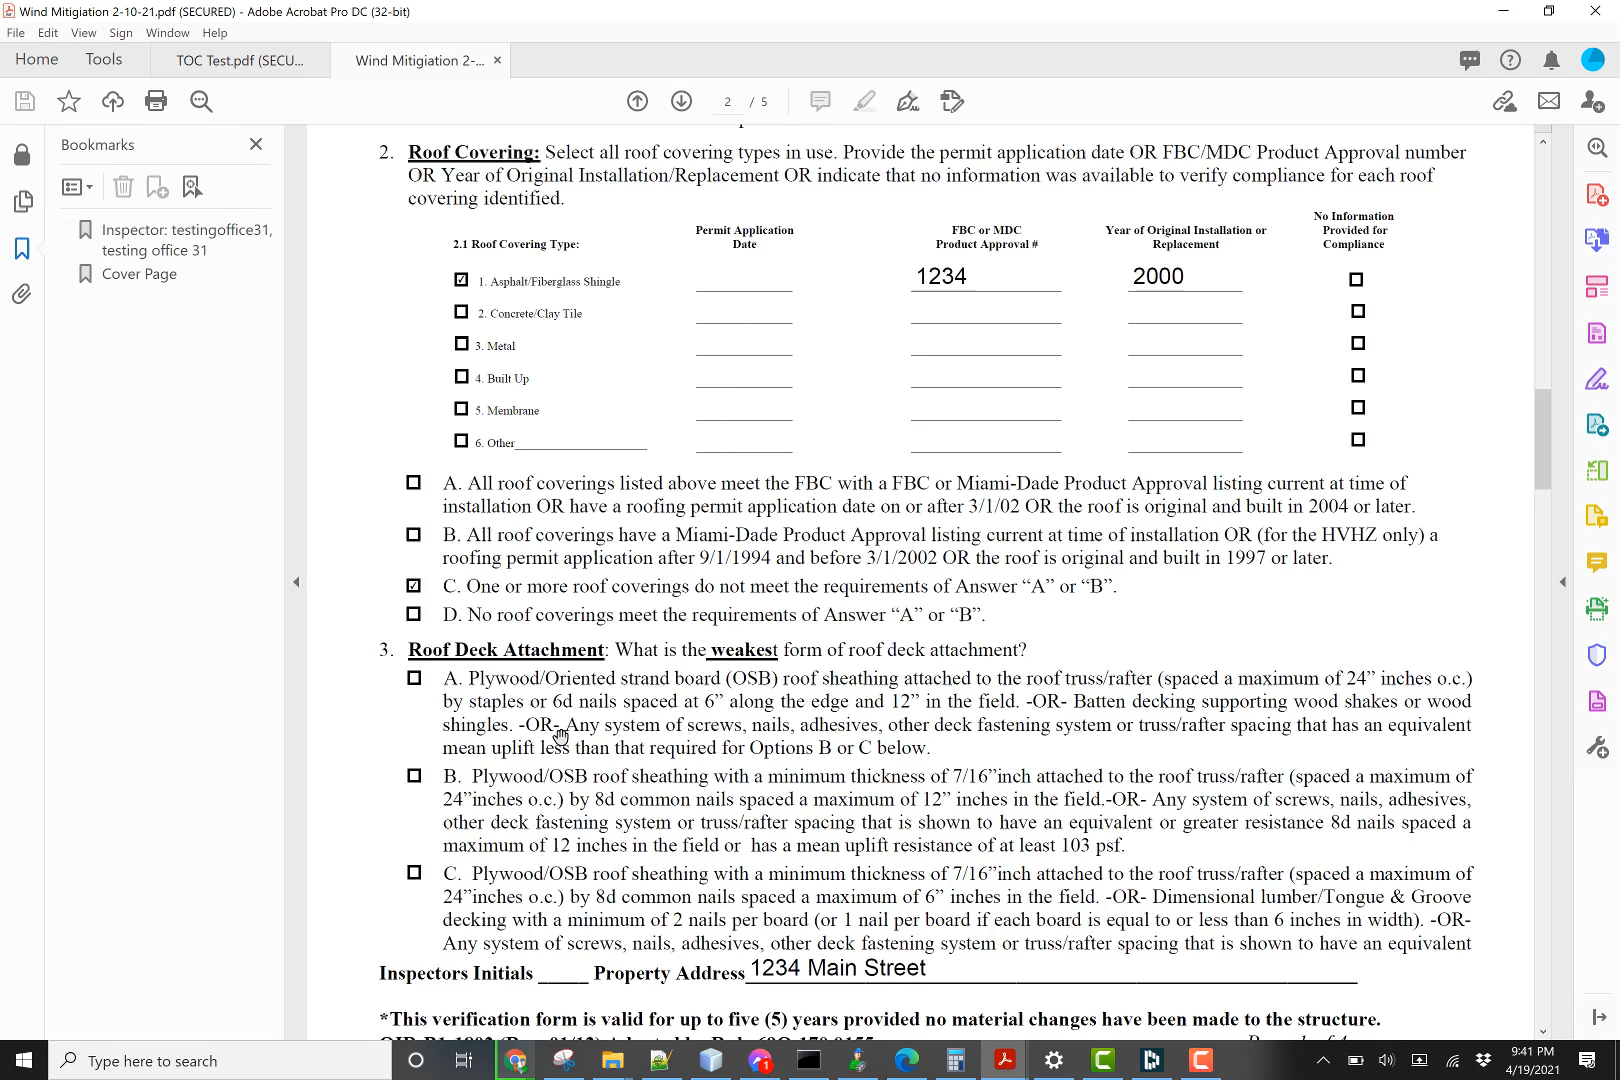 Wind Mitigiation 2-10-21.pdf (SECURED) - Adobe Acrobat Pro DC (32-bit)
File Edit View Sign Window Help
Home Tools TOC Test.pdf (SECU... Wind Mitigiation 2-... ×
2 / 5
Bookmarks
Inspector: testingoffice31,
testing office 31
Cover Page
2. Roof Covering: Select all roof covering types in use. Provide the permit application date OR FBC/MDC Product Approval number
OR Year of Original Installation/Replacement OR indicate that no information was available to verify compliance for each roof
covering identified.
2.1 Roof Covering Type:
Permit Application
Date
FBC or MDC
Product Approval #
Year of Original Installation or
Replacement
No Information
Provided for
Compliance
1. Asphalt/Fiberglass Shingle 1234 2000
2. Concrete/Clay Tile
3. Metal
4. Built Up
5. Membrane
6. Other
A. All roof coverings listed above meet the FBC with a FBC or Miami-Dade Product Approval listing current at time of
installation OR have a roofing permit application date on or after 3/1/02 OR the roof is original and built in 2004 or later.
B. All roof coverings have a Miami-Dade Product Approval listing current at time of installation OR (for the HVHZ only) a
roofing permit application after 9/1/1994 and before 3/1/2002 OR the roof is original and built in 1997 or later.
C. One or more roof coverings do not meet the requirements of Answer “A” or “B”.
D. No roof coverings meet the requirements of Answer “A” or “B”.
3. Roof Deck Attachment: What is the weakest form of roof deck attachment?
A. Plywood/Oriented strand board (OSB) roof sheathing attached to the roof truss/rafter (spaced a maximum of 24” inches o.c.)
by staples or 6d nails spaced at 6” along the edge and 12” in the field. -OR- Batten decking supporting wood shakes or wood
shingles. -OR- Any system of screws, nails, adhesives, other deck fastening system or truss/rafter spacing that has an equivalent
mean uplift less than that required for Options B or C below.
B. Plywood/OSB roof sheathing with a minimum thickness of 7/16”inch attached to the roof truss/rafter (spaced a maximum of
24”inches o.c.) by 8d common nails spaced a maximum of 12” inches in the field.-OR- Any system of screws, nails, adhesives,
other deck fastening system or truss/rafter spacing that is shown to have an equivalent or greater resistance 8d nails spaced a
maximum of 12 inches in the field or has a mean uplift resistance of at least 103 psf.
C. Plywood/OSB roof sheathing with a minimum thickness of 7/16”inch attached to the roof truss/rafter (spaced a maximum of
24”inches o.c.) by 8d common nails spaced a maximum of 6” inches in the field. -OR- Dimensional lumber/Tongue & Groove
decking with a minimum of 2 nails per board (or 1 nail per board if each board is equal to or less than 6 inches in width). -OR-
Any system of screws, nails, adhesives, other deck fastening system or truss/rafter spacing that is shown to have an equivalent
Inspectors Initials _____ Property Address 1234 Main Street
*This verification form is valid for up to five (5) years provided no material changes have been made to the structure.
Type here to search
9:41 PM
4/19/2021